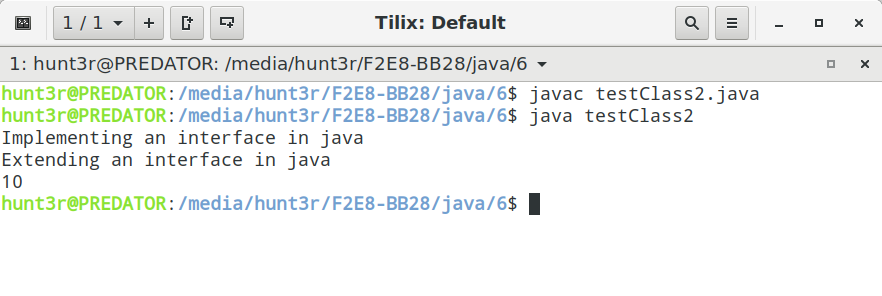 1 / 1
Tilix: Default
1: hunt3r@PREDATOR: /media/hunt3r/F2E8-BB28/java/6
hunt3r@PREDATOR:/media/hunt3r/F2E8-BB28/java/6$ javac testClass2.java
hunt3r@PREDATOR:/media/hunt3r/F2E8-BB28/java/6$ java testClass2
Implementing an interface in java
Extending an interface in java
10
hunt3r@PREDATOR:/media/hunt3r/F2E8-BB28/java/6$